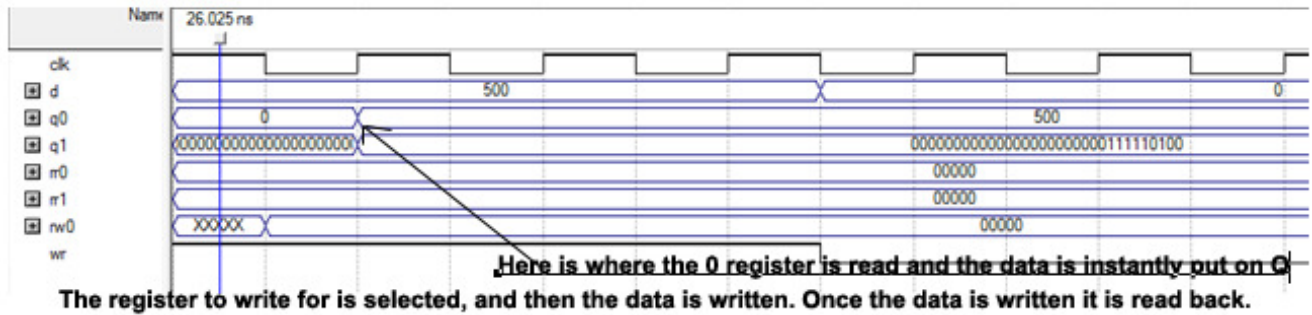 Name
26.025 ns
clk
d 500 0
q0 0 500
q1 00000000000000000000000111110100
rr0 00000
rr1 00000
rw0 XXXXX 00000
wr
Here is where the 0 register is read and the data is instantly put on Q
The register to write for is selected, and then the data is written. Once the data is written it is read back.